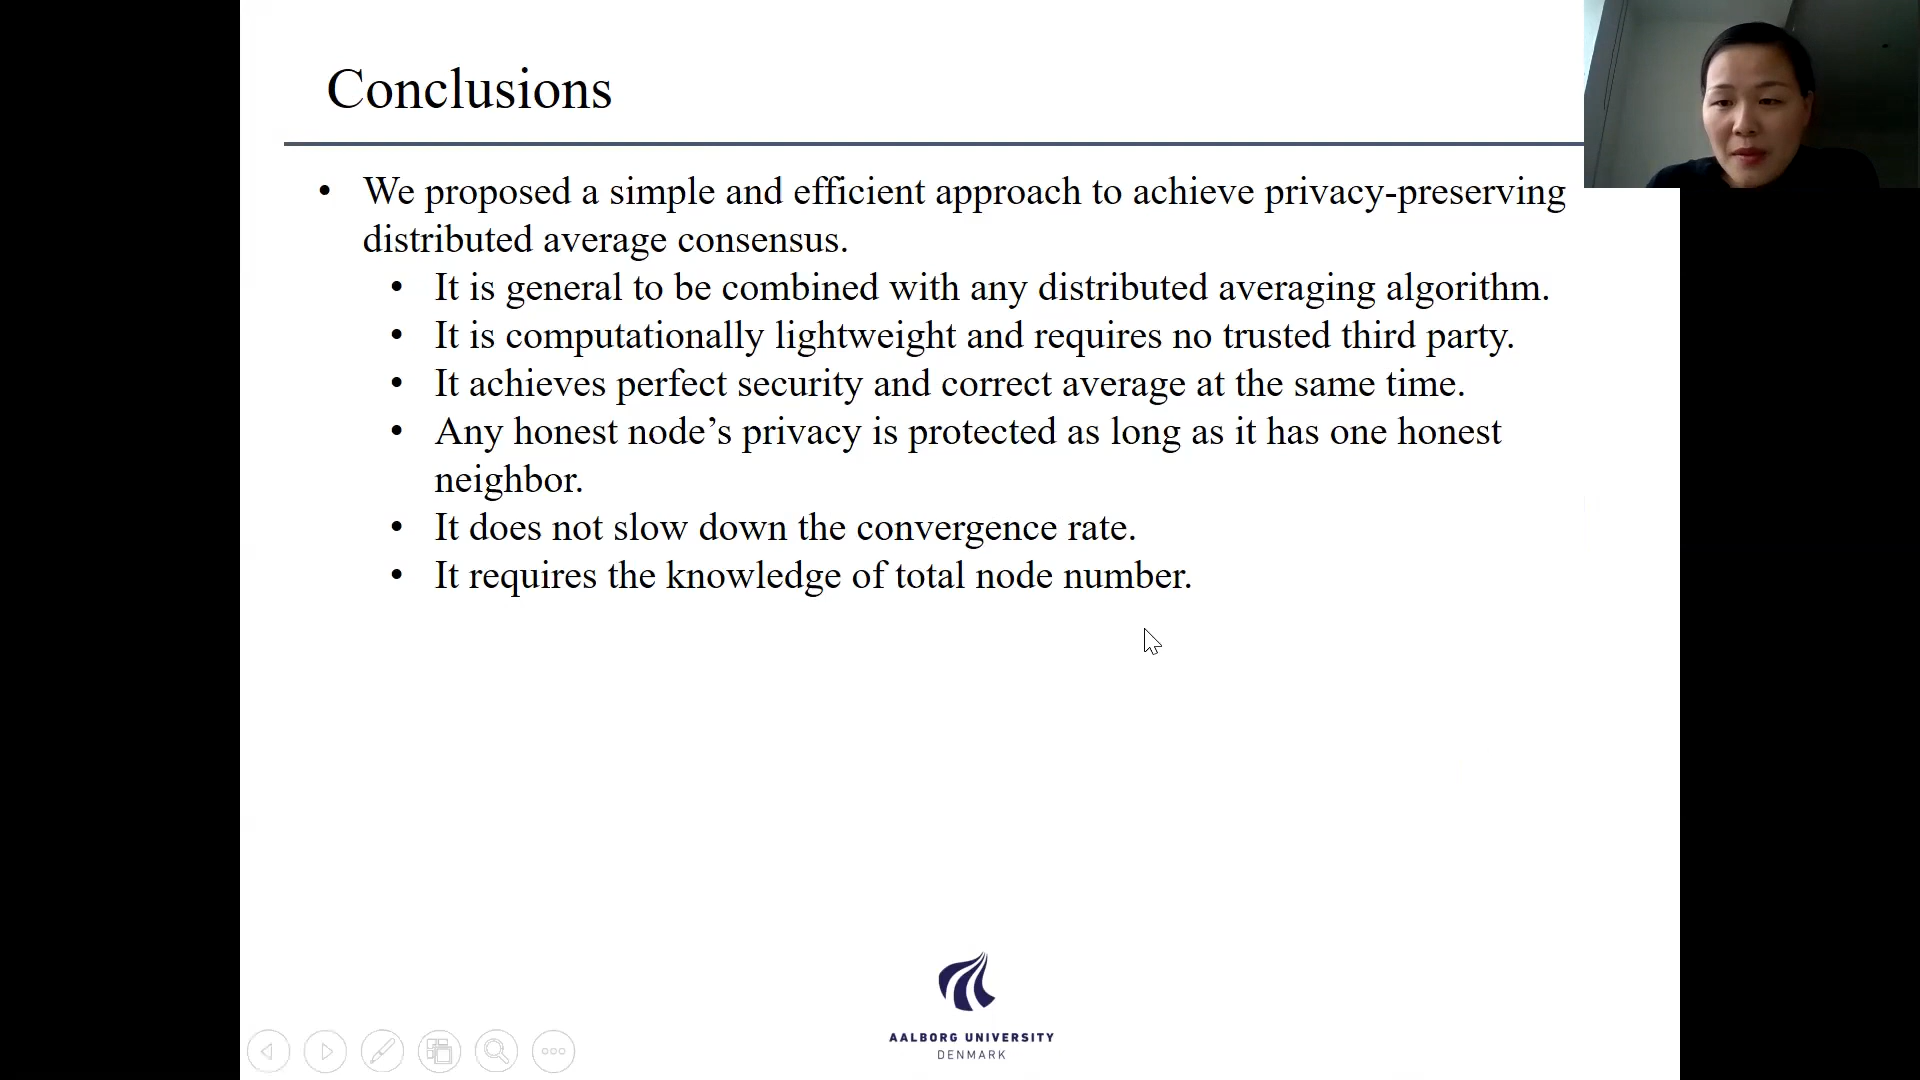 Conclusions
• We proposed a simple and efficient approach to achieve privacy-preserving
distributed average consensus.
• It is general to be combined with any distributed averaging algorithm.
• It is computationally lightweight and requires no trusted third party.
• It achieves perfect security and correct average at the same time.
• Any honest node’s privacy is protected as long as it has one honest
neighbor.
• It does not slow down the convergence rate.
• It requires the knowledge of total node number.
AALBORG UNIVERSITY
DENMARK